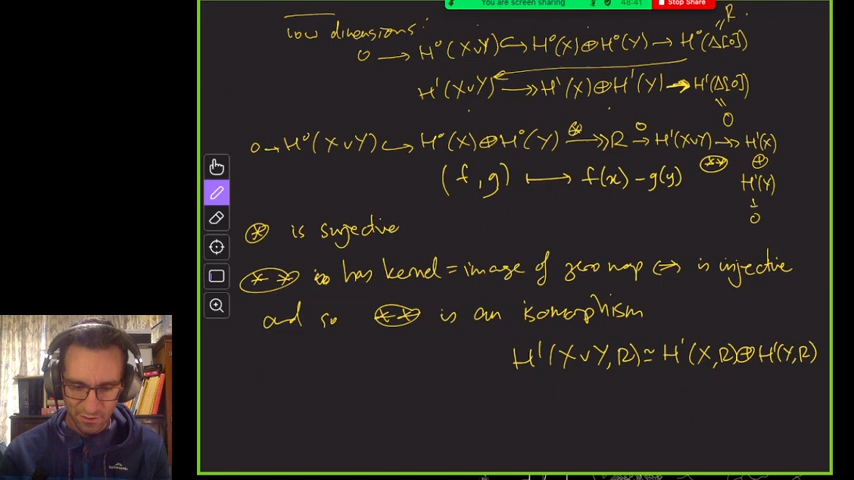 You are screen sharing 48:41 Stop Share
low dimensions:
R
||
0 → H⁰(X∨Y) ↪ H⁰(X)⊕H⁰(Y) → H⁰(Δ[0])
H¹(X∨Y) ↠ H¹(X)⊕H¹(Y) → H¹(Δ[0])
||
0
0 → H⁰(X∨Y) ↪ H⁰(X)⊕H⁰(Y) ↠ R → H¹(X∨Y) ↠ H¹(X)
⊛ 0 ⊛⊛ ⊕
(f, g) ⟼ f(x) – g(y) H¹(Y)
↓
0
⊛ is surjective
⊛⊛ has kernel = image of zero map ⇔ is injective
and so ⊛⊛ is an isomorphism
H¹(X∨Y, R) ≃ H¹(X, R)⊕H¹(Y, R)